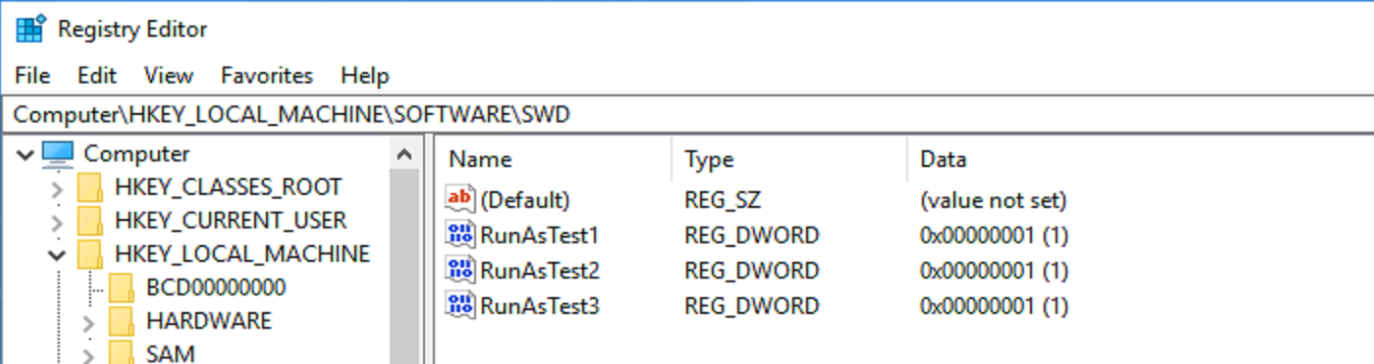 Registry Editor
File Edit View Favorites Help
Computer\HKEY_LOCAL_MACHINE\SOFTWARE\SWD
Computer
HKEY_CLASSES_ROOT
HKEY_CURRENT_USER
HKEY_LOCAL_MACHINE
BCD00000000
HARDWARE
SAM
Name Type Data
(Default) REG_SZ (value not set)
RunAsTest1 REG_DWORD 0x00000001 (1)
RunAsTest2 REG_DWORD 0x00000001 (1)
RunAsTest3 REG_DWORD 0x00000001 (1)